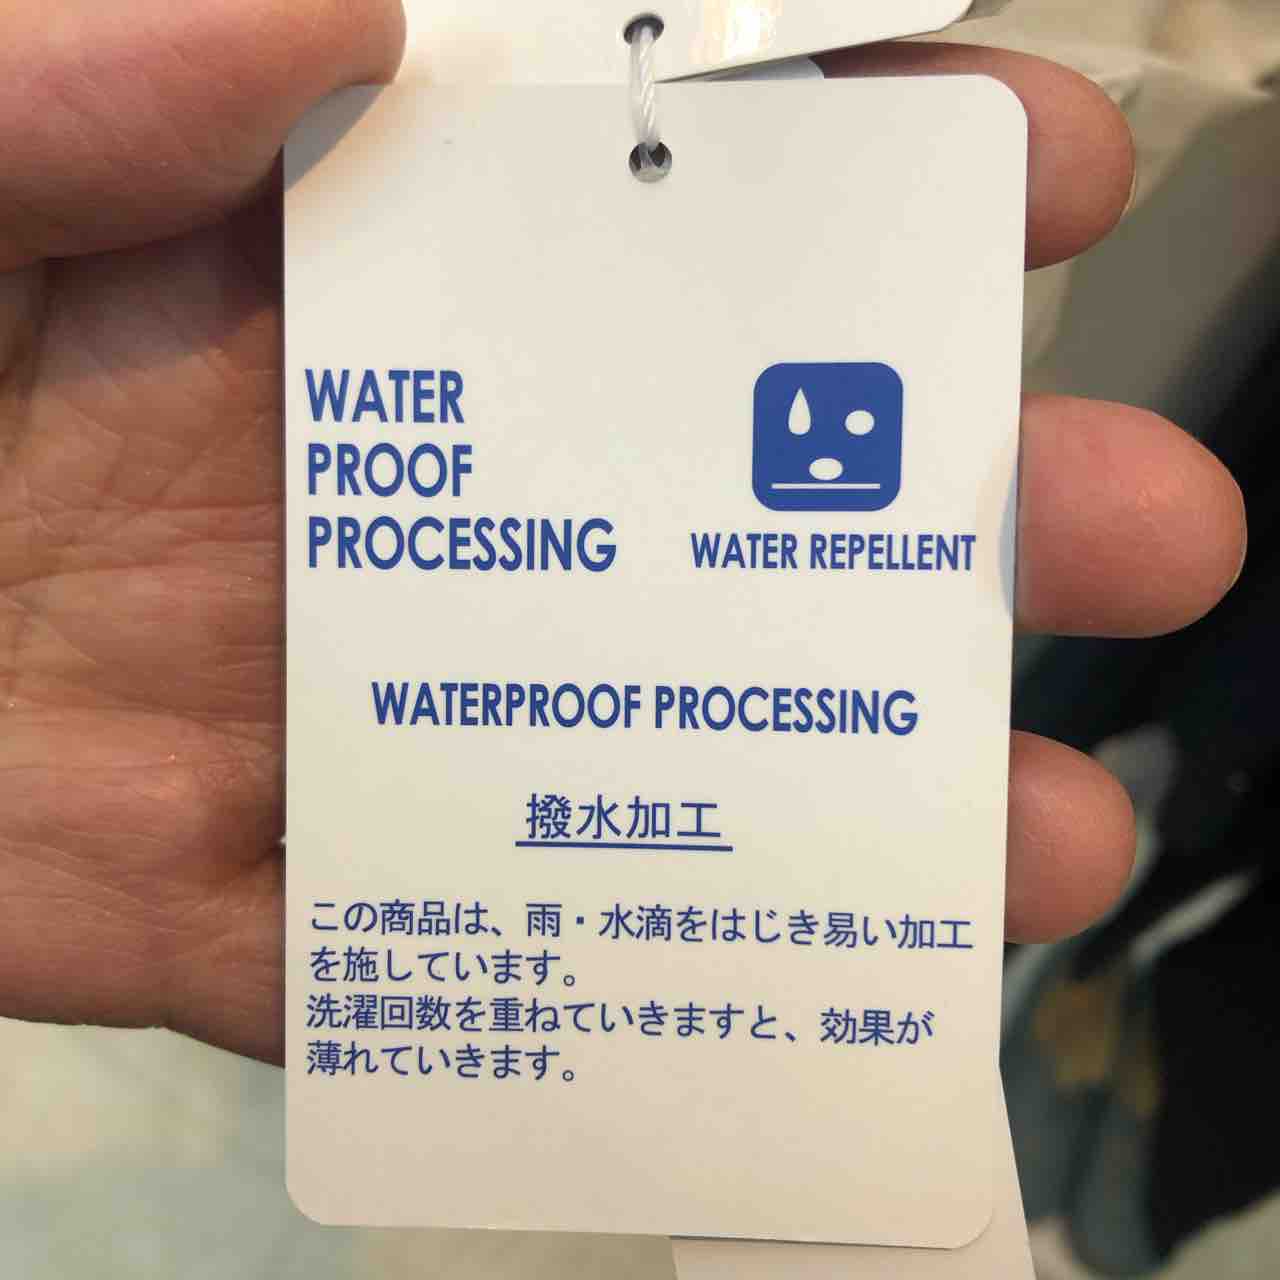 WATER
PROOF
PROCESSING
WATER REPELLENT
WATERPROOF PROCESSING
撥水加工
この商品は、雨・水滴をはじき易い加工
を施しています。
洗濯回数を重ねていきますと、効果が
薄れていきます。